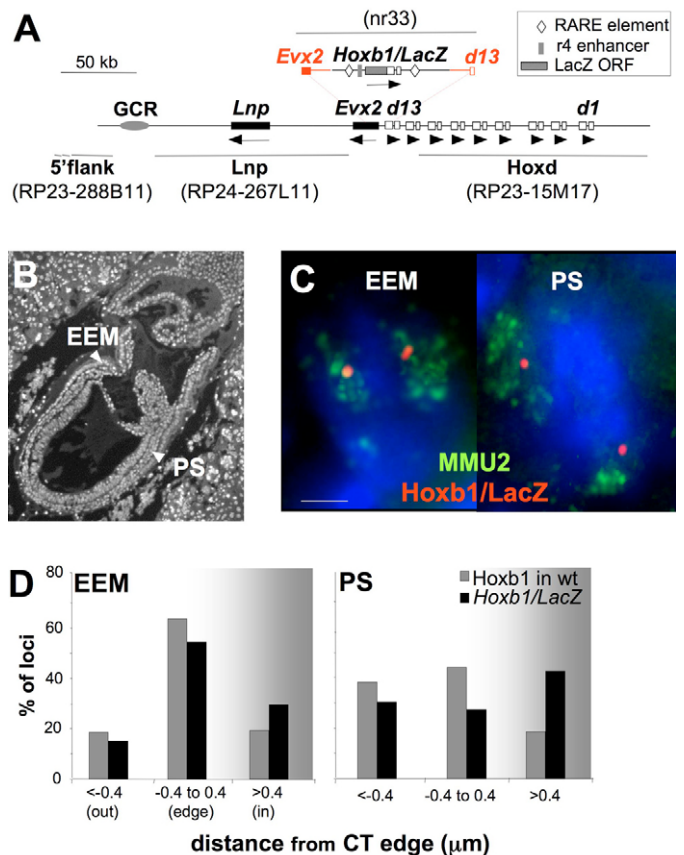 A
(nr33)
RARE element
r4 enhancer
LacZ ORF
Evx2 Hoxb1/LacZ d13
50 kb
GCR Lnp Evx2 d13 d1
5'flank Lnp Hoxd
(RP23-288B11) (RP24-267L11) (RP23-15M17)
B
EEM
PS
C
EEM PS
MMU2
Hoxb1/LacZ
D
EEM
PS
Hoxb1 in wt
Hoxb1/LacZ
% of loci
80
60
40
20
0
<-0.4 -0.4 to 0.4 >0.4
(out) (edge) (in)
<-0.4 -0.4 to 0.4 >0.4
distance from CT edge (μm)